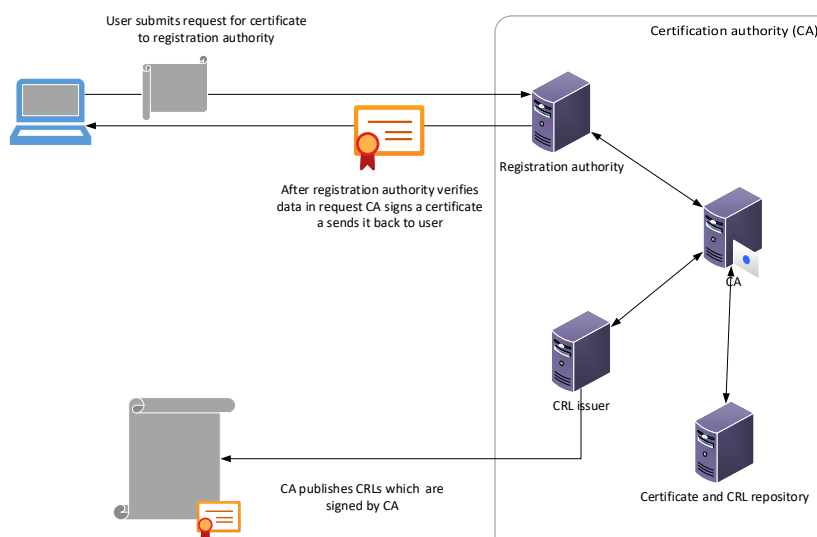 User submits request for certificate
to registration authority
Certification authority (CA)
Registration authority
After registration authority verifies
data in request CA signs a certificate
a sends it back to user
CA
CRL issuer
CA publishes CRLs which are
signed by CA
Certificate and CRL repository